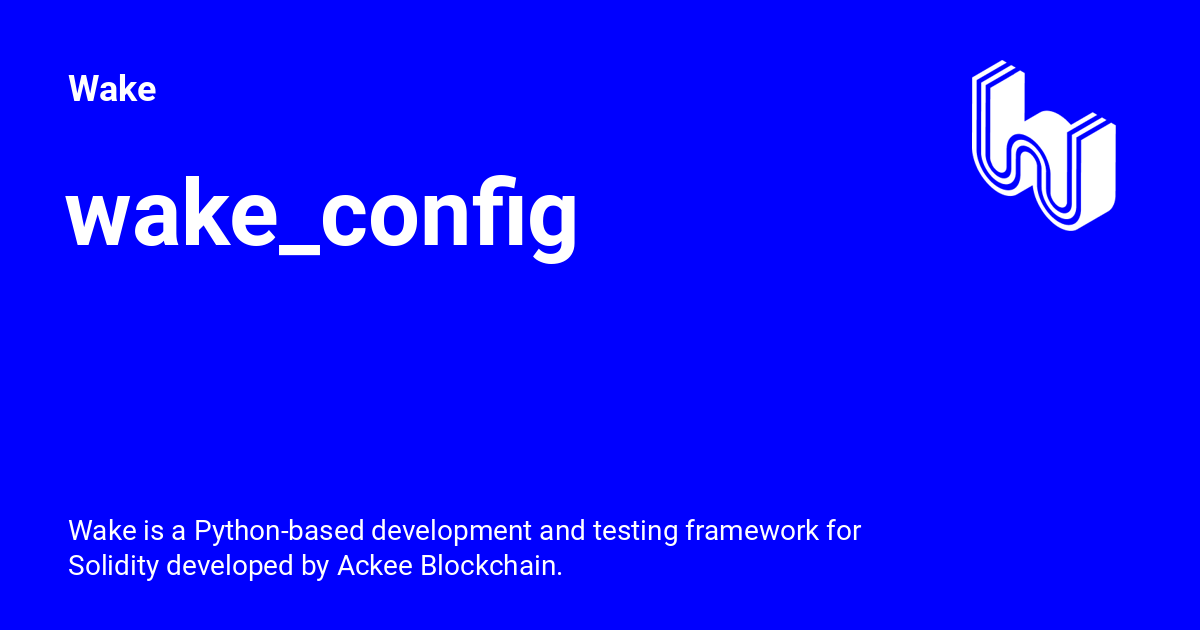 Wake
wake_config
Wake is a Python-based development and testing framework for
Solidity developed by Ackee Blockchain.